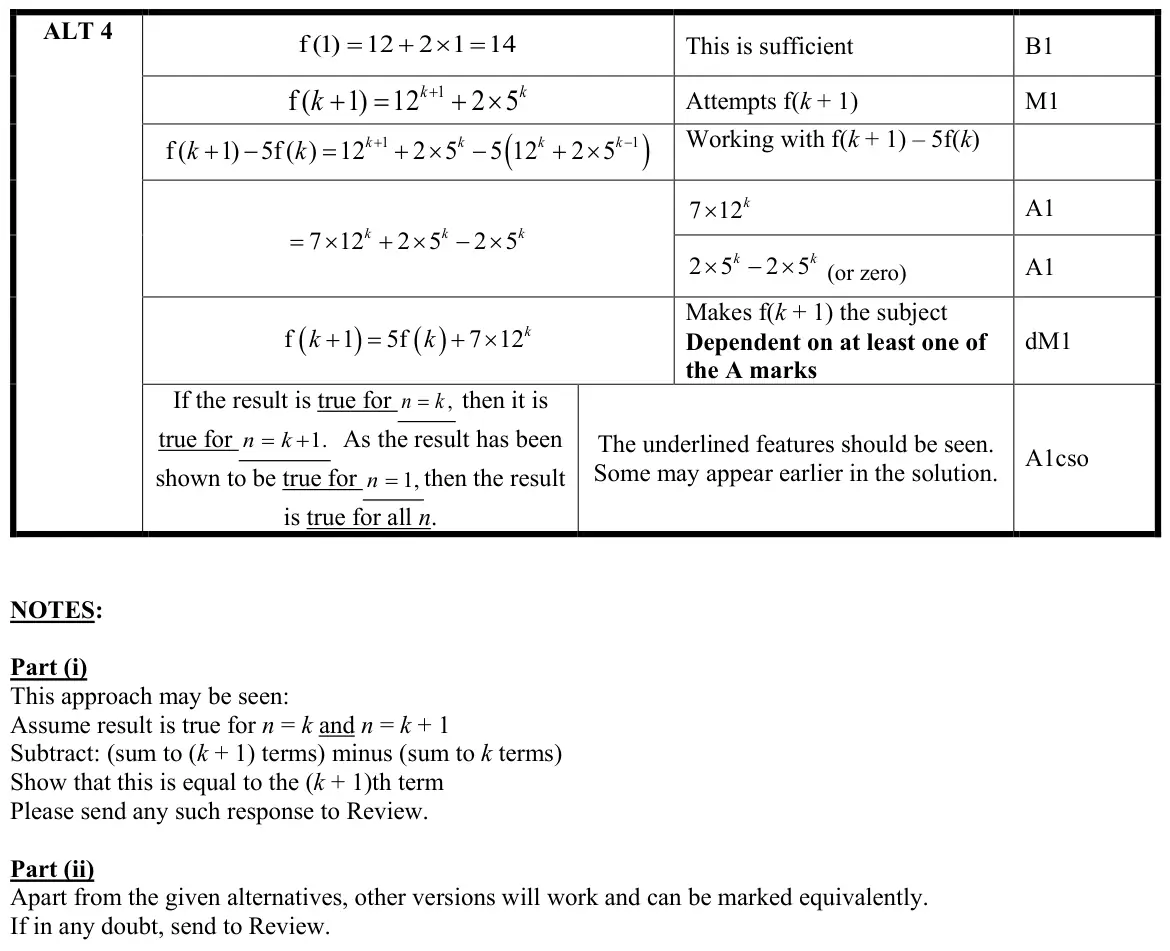 ALT 4
f(1) = 12 + 2 × 1 = 14
This is sufficient
B1
f(k + 1) = 12^{k+1} + 2 × 5^k
Attempts f(k + 1)
M1
f(k + 1) − 5f(k) = 12^{k+1} + 2 × 5^k − 5(12^k + 2 × 5^{k−1})
Working with f(k + 1) – 5f(k)
= 7 × 12^k + 2 × 5^k − 2 × 5^k
7 × 12^k
A1
2 × 5^k − 2 × 5^k (or zero)
A1
f(k + 1) = 5f(k) + 7 × 12^k
Makes f(k + 1) the subject
Dependent on at least one of
the A marks
dM1
If the result is true for n = k, then it is
true for n = k +1. As the result has been
shown to be true for n = 1, then the result
is true for all n.
The underlined features should be seen.
Some may appear earlier in the solution.
A1cso
NOTES:
Part (i)
This approach may be seen:
Assume result is true for n = k and n = k + 1
Subtract: (sum to (k + 1) terms) minus (sum to k terms)
Show that this is equal to the (k + 1)th term
Please send any such response to Review.
Part (ii)
Apart from the given alternatives, other versions will work and can be marked equivalently.
If in any doubt, send to Review.